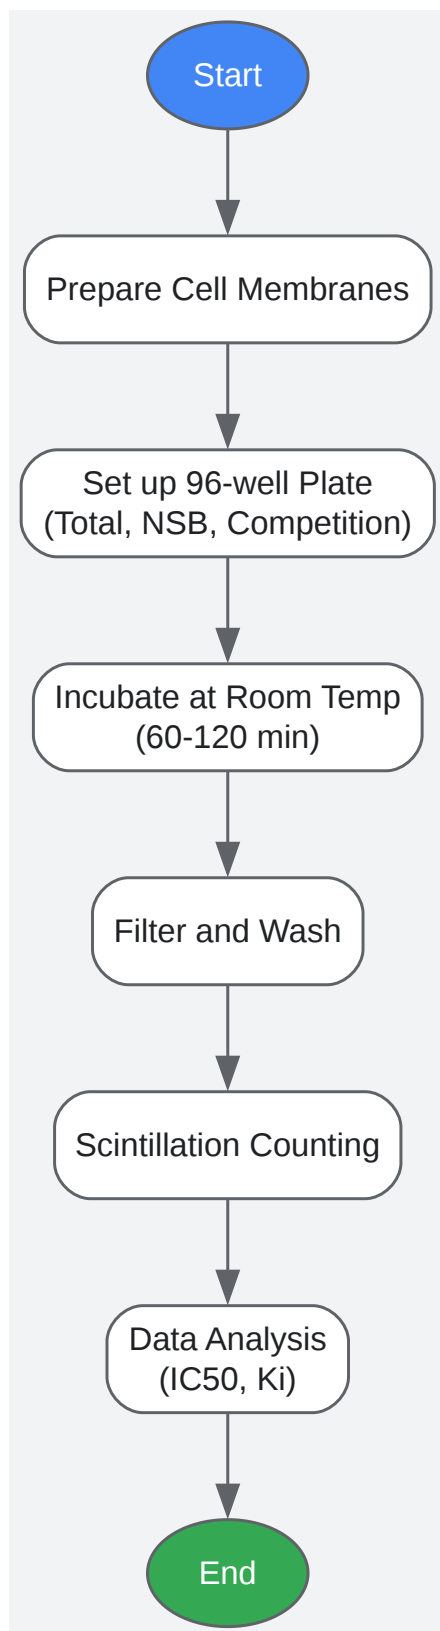 Start
Prepare Cell Membranes
Set up 96-well Plate
(Total, NSB, Competition)
Incubate at Room Temp
(60-120 min)
Filter and Wash
Scintillation Counting
Data Analysis
(IC50, Ki)
End